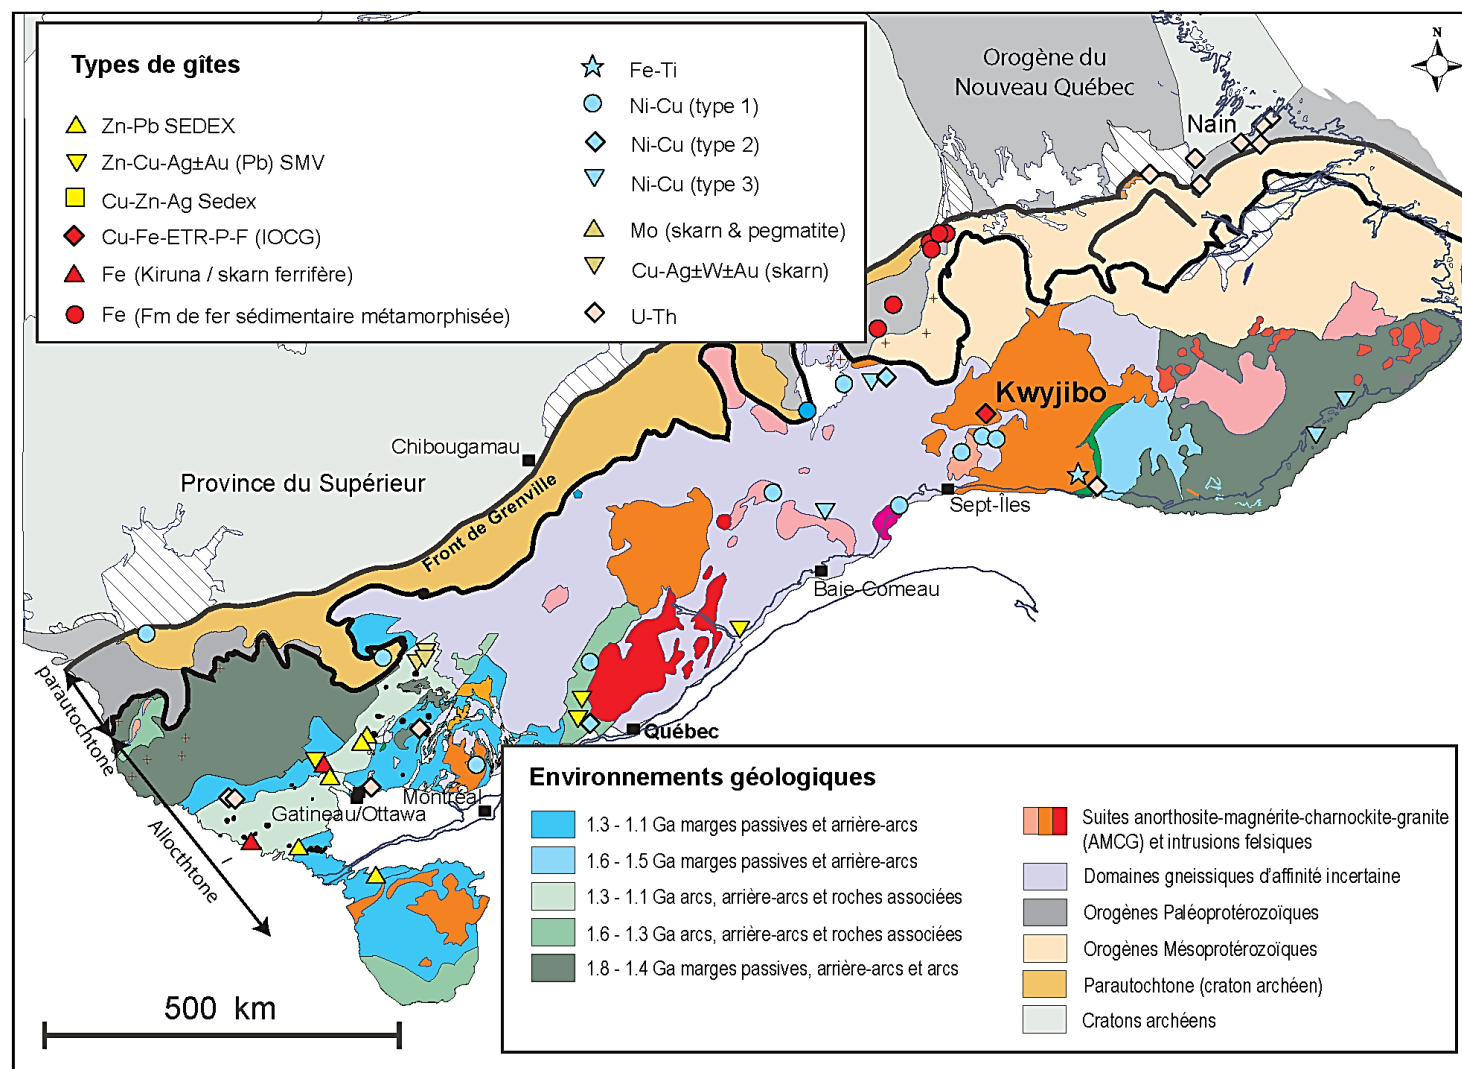 Types de gîtes
Zn-Pb SEDEX
Zn-Cu-Ag±Au (Pb) SMV
Cu-Zn-Ag Sedex
Cu-Fe-ETR-P-F (IOCG)
Fe (Kiruna / skarn ferrifère)
Fe (Fm de fer sédimentaire métamorphisée)
Fe-Ti
Ni-Cu (type 1)
Ni-Cu (type 2)
Ni-Cu (type 3)
Mo (skarn & pegmatite)
Cu-Ag±W±Au (skarn)
U-Th
Orogène du
Nouveau Québec
N
Nain
Kwyjibo
Chibougamau
Province du Supérieur
Front de Grenville
Sept-Îles
Baie-Comeau
Québec
Montréal
Gatineau/Ottawa
parautochtone
Allocthtone
500 km
Environnements géologiques
1.3 - 1.1 Ga marges passives et arrière-arcs
1.6 - 1.5 Ga marges passives et arrière-arcs
1.3 - 1.1 Ga arcs, arrière-arcs et roches associées
1.6 - 1.3 Ga arcs, arrière-arcs et roches associées
1.8 - 1.4 Ga marges passives, arrière-arcs et arcs
Suites anorthosite-magnérite-charnockite-granite
(AMCG) et intrusions felsiques
Domaines gneissiques d'affinité incertaine
Orogènes Paléoprotérozoïques
Orogènes Mésoprotérozoïques
Parautochtone (craton archéen)
Cratons archéens